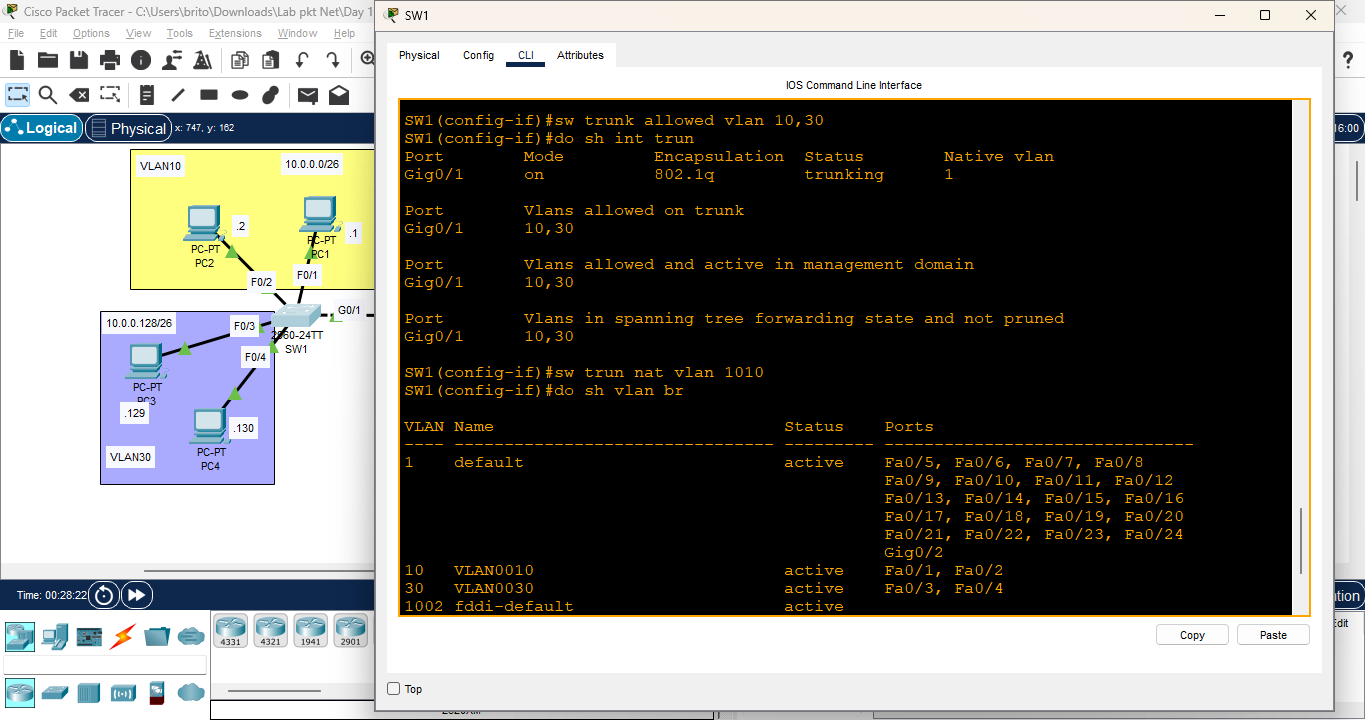 Cisco Packet Tracer - C:\Users\brito\Downloads\Lab pkt Net\Day 1
File Edit Options View Tools Extensions Window Help
Logical Physical x: 747, y: 162
16:00
VLAN10
10.0.0.0/26
.2
.1
PC-PT
PC2
PC-PT
PC1
F0/2
F0/1
G0/1
10.0.0.128/26
F0/3
2960-24TT
SW1
F0/4
PC-PT
PC3
.129
.130
VLAN30
PC-PT
PC4
Time: 00:28:22
4331 4321 1941 2901
SW1
Physical Config CLI Attributes
IOS Command Line Interface
SW1(config-if)#sw trunk allowed vlan 10,30
SW1(config-if)#do sh int trun
Port Mode Encapsulation Status Native vlan
Gig0/1 on 802.1q trunking 1
Port Vlans allowed on trunk
Gig0/1 10,30
Port Vlans allowed and active in management domain
Gig0/1 10,30
Port Vlans in spanning tree forwarding state and not pruned
Gig0/1 10,30
SW1(config-if)#sw trun nat vlan 1010
SW1(config-if)#do sh vlan br
VLAN Name Status Ports
---- -------------------------------- --------- -------------------------------
1 default active Fa0/5, Fa0/6, Fa0/7, Fa0/8
Fa0/9, Fa0/10, Fa0/11, Fa0/12
Fa0/13, Fa0/14, Fa0/15, Fa0/16
Fa0/17, Fa0/18, Fa0/19, Fa0/20
Fa0/21, Fa0/22, Fa0/23, Fa0/24
Gig0/2
10 VLAN0010 active Fa0/1, Fa0/2
30 VLAN0030 active Fa0/3, Fa0/4
1002 fddi-default active
Copy Paste
Top